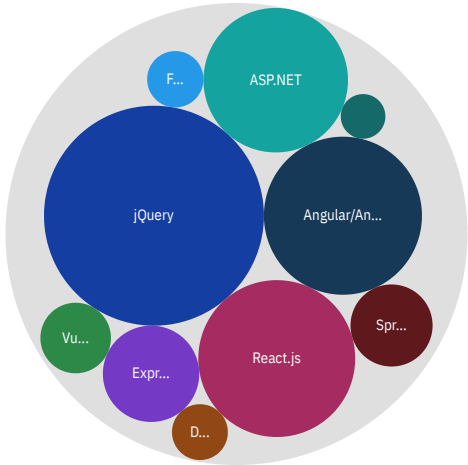 F...
ASP.NET
jQuery
Angular/An...
Vu...
Expr...
React.js
Spr...
D...